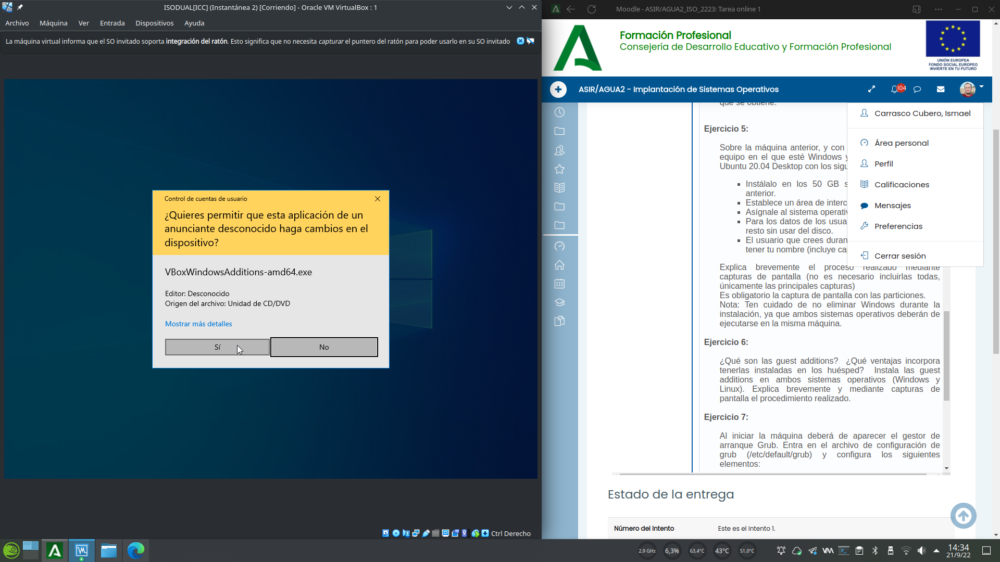 ISODUAL[ICC] (Instantánea 2) [Corriendo] - Oracle VM VirtualBox : 1
Archivo Máquina Ver Entrada Dispositivos Ayuda
La máquina virtual informa que el SO invitado soporta integración del ratón. Esto significa que no necesita capturar el puntero del ratón para poder usarlo en su SO invitado
Control de cuentas de usuario
¿Quieres permitir que esta aplicación de un
anunciante desconocido haga cambios en el
dispositivo?
VBoxWindowsAdditions-amd64.exe
Editor: Desconocido
Origen del archivo: Unidad de CD/DVD
Mostrar más detalles
Sí No
Ctrl Derecho
Moodle - ASIR/AGUA2_ISO_2223: Tarea online 1
Formación Profesional
Consejería de Desarrollo Educativo y Formación Profesional
UNIÓN EUROPEA
FONDO SOCIAL EUROPEO
INVIERTE EN TU FUTURO
ASIR/AGUA2 - Implantación de Sistemas Operativos
104
que se obtiene.
Carrasco Cubero, Ismael
Área personal
Perfil
Calificaciones
Mensajes
Preferencias
Cerrar sesión
Ejercicio 5:
Sobre la máquina anterior, y con
equipo en el que esté Windows y
Ubuntu 20.04 Desktop con los sigu
Instálalo en los 50 GB s
anterior.
Establece un área de interc
Asígnale al sistema operativ
Para los datos de los usua
resto sin usar del disco.
El usuario que crees duran
tener tu nombre (incluye ca
Explica brevemente el proceso realizado mediante
capturas de pantalla (no es necesario incluirlas todas,
únicamente las principales capturas)
Es obligatorio la captura de pantalla con las particiones.
Nota: Ten cuidado de no eliminar Windows durante la
instalación, ya que ambos sistemas operativos deberán de
ejecutarse en la misma máquina.
Ejercicio 6:
¿Qué son las guest additions? ¿Qué ventajas incorpora
tenerlas instaladas en los huésped? Instala las guest
additions en ambos sistemas operativos (Windows y
Linux). Explica brevemente y mediante capturas de
pantalla el procedimiento realizado.
Ejercicio 7:
Al iniciar la máquina deberá de aparecer el gestor de
arranque Grub. Entra en el archivo de configuración de
grub (/etc/default/grub) y configura los siguientes
elementos:
Estado de la entrega
Número del Intento Este es el intento 1.
2,9 GHz 6,3% 63,4°C 43°C 51,0°C
14:34
21/9/22